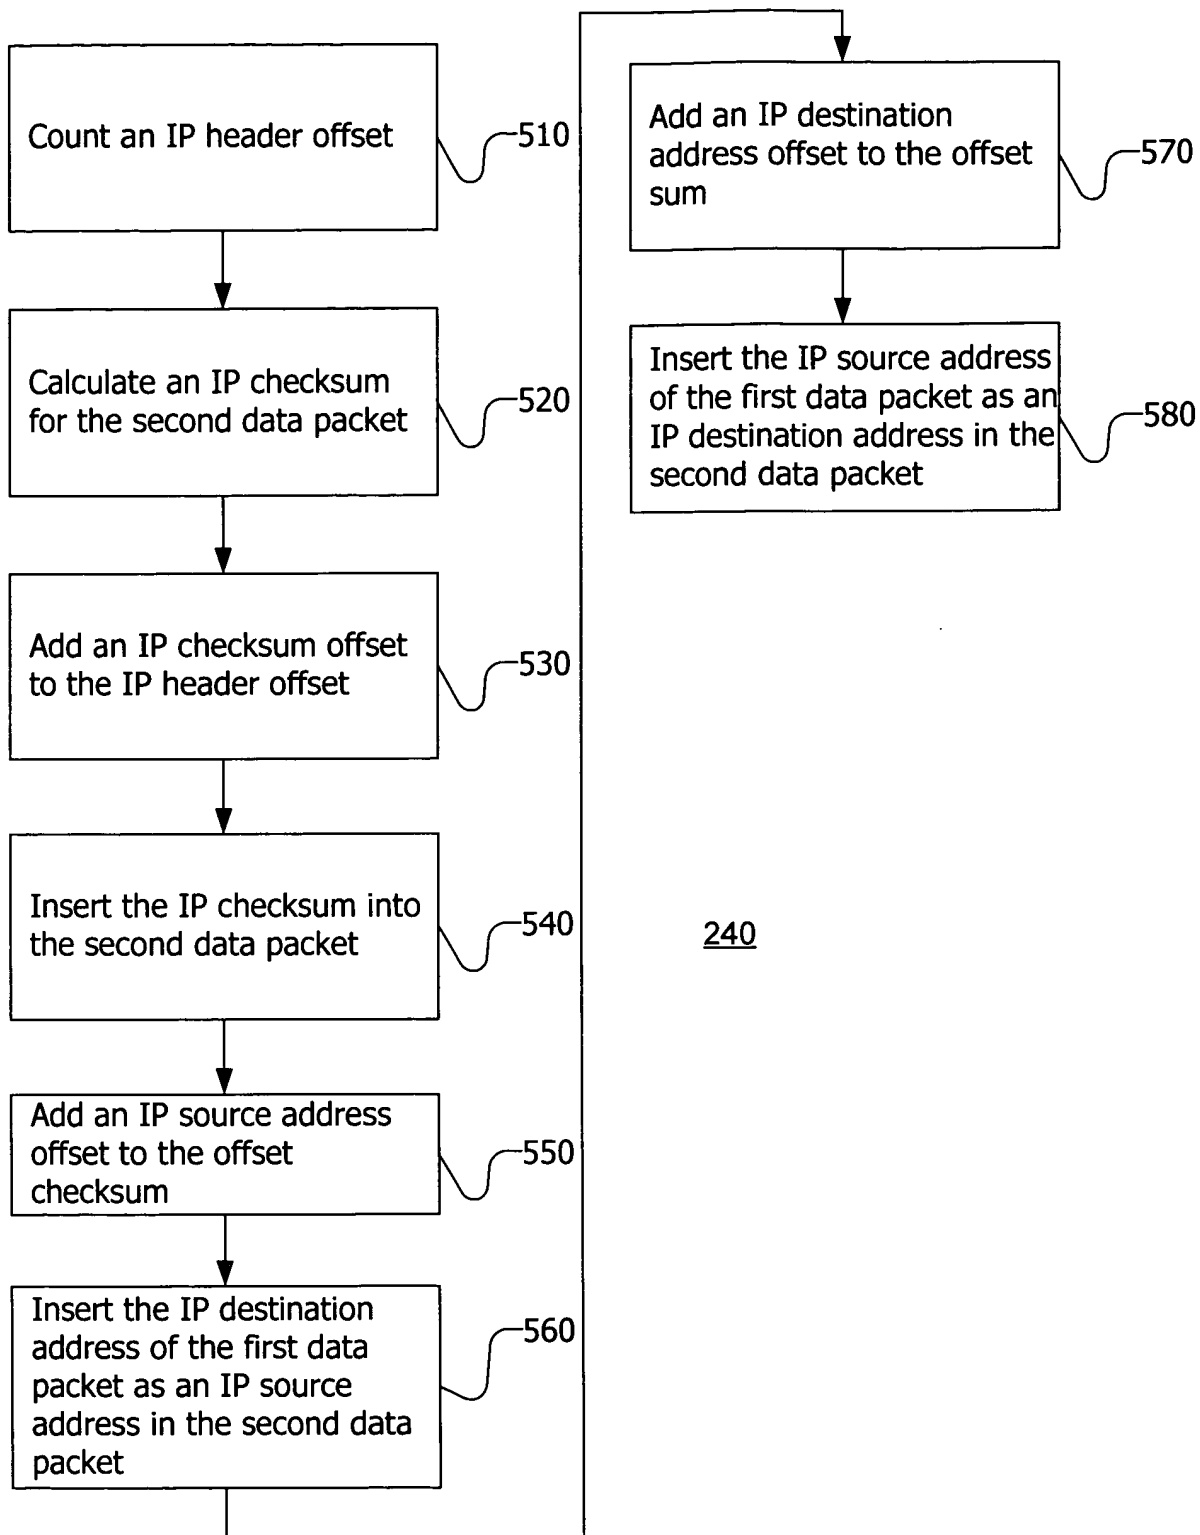 Count an IP header offset
510
Calculate an IP checksum
for the second data packet
520
Add an IP checksum offset
to the IP header offset
530
Insert the IP checksum into
the second data packet
540
Add an IP source address
offset to the offset
checksum
550
Insert the IP destination
address of the first data
packet as an IP source
address in the second data
packet
560
Add an IP destination
address offset to the offset
sum
570
Insert the IP source address
of the first data packet as an
IP destination address in the
second data packet
580
240